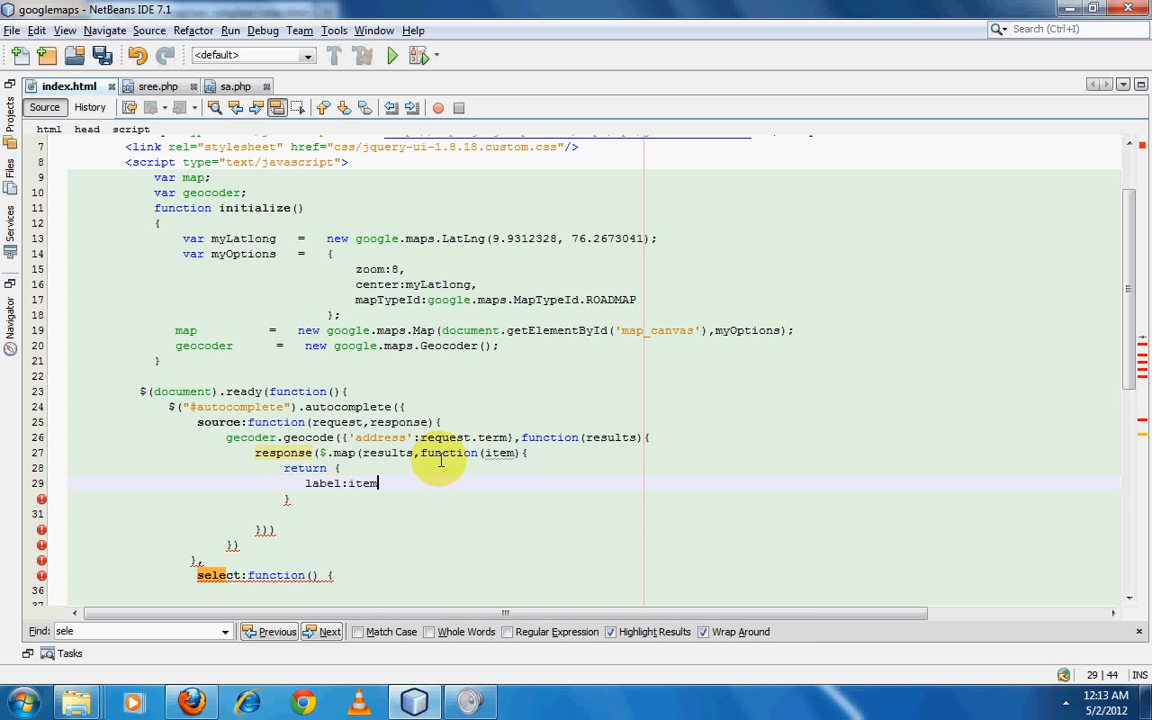 googlemaps - NetBeans IDE 7.1
File Edit View Navigate Source Refactor Run Debug Team Tools Window Help
Search (Ctrl+I)
<default>
index.html sree.php sa.php
Source History
html head script
7 <link rel="stylesheet" href="css/jquery-ui-1.8.18.custom.css"/>
8 <script type="text/javascript">
9 var map;
10 var geocoder;
11 function initialize()
12 {
13 var myLatlong = new google.maps.LatLng(9.9312328, 76.2673041);
14 var myOptions = {
15 zoom:8,
16 center:myLatlong,
17 mapTypeId:google.maps.MapTypeId.ROADMAP
18 };
19 map = new google.maps.Map(document.getElementById('map_canvas'),myOptions);
20 geocoder = new google.maps.Geocoder();
21 }
22
23 $(document).ready(function(){
24 $("#autocomplete").autocomplete({
25 source:function(request,response){
26 gecoder.geocode({'address':request.term},function(results){
27 response($.map(results,function(item){
28 return {
29 label:item
}
31
}))
})
},
select:function() {
36
37
Projects
Files
Services
Navigator
Find: sele Previous Next Match Case Whole Words Regular Expression Highlight Results Wrap Around
Tasks
29 | 44 INS
12:13 AM
5/2/2012